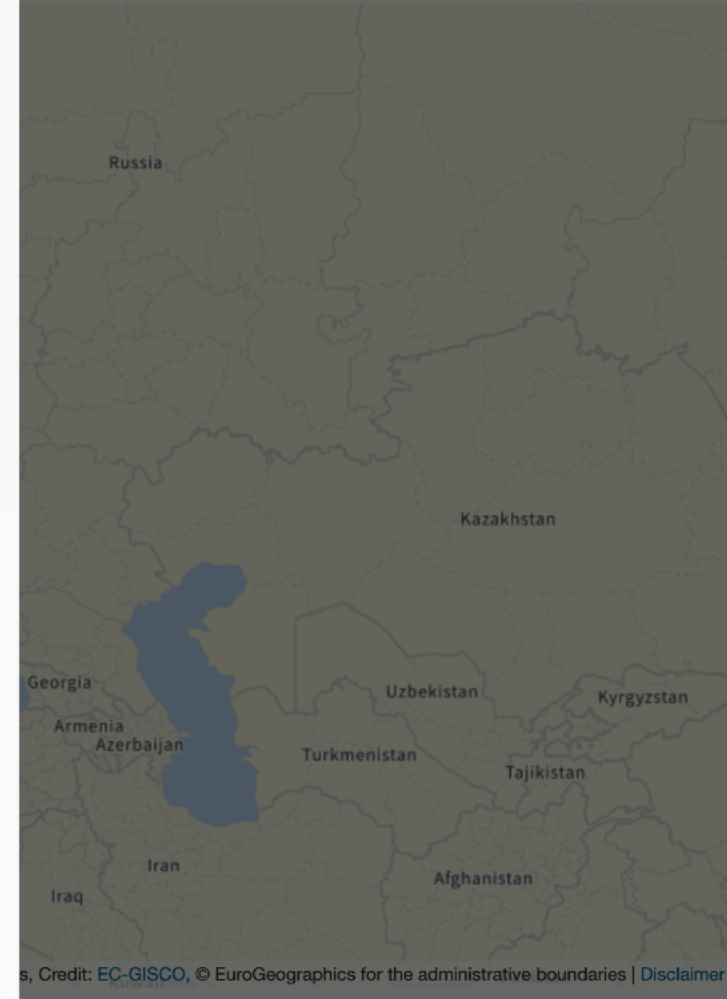 Russia
Kazakhstan
Georgia
Uzbekistan
Kyrgyzstan
Armenia
Azerbaijan
Turkmenistan
Tajikistan
Iran
Afghanistan
Iraq
s, Credit: EC-GISCO, © EuroGeographics for the administrative boundaries | Disclaimer
Kuwait